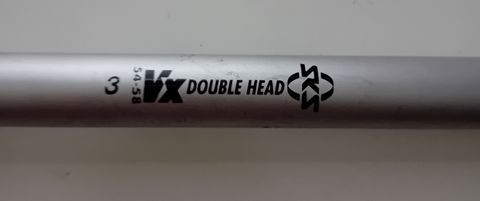 3 54-58 VX DOUBLE HEAD SKS